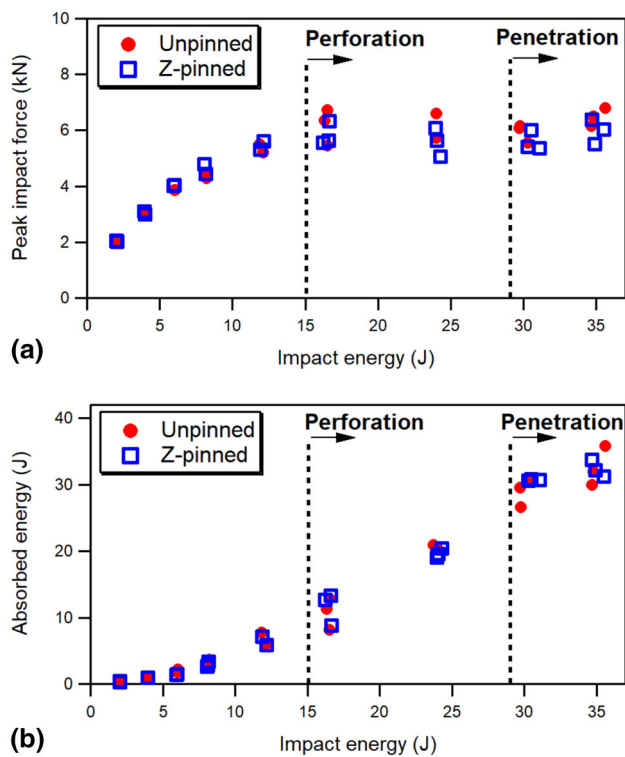 10
8
6
4
2
0
Peak impact force (kN)
Unpinned
Z-pinned
Perforation
Penetration
0 5 10 15 20 25 30 35
Impact energy (J)
(a)
40
30
20
10
0
Absorbed energy (J)
Unpinned
Z-pinned
Perforation
Penetration
0 5 10 15 20 25 30 35
Impact energy (J)
(b)